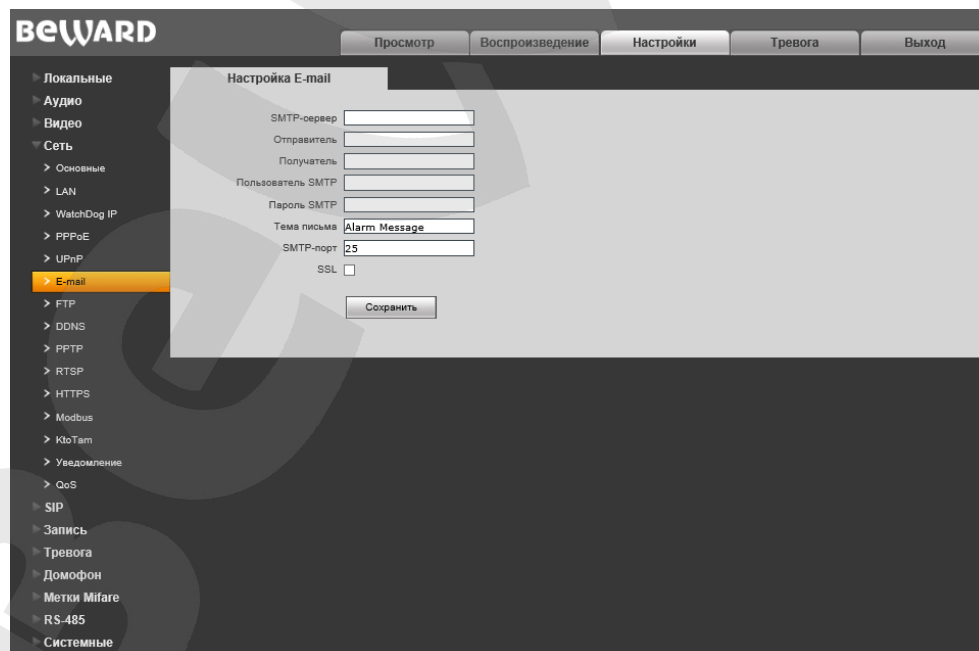 BEWARD
Просмотр
Воспроизведение
Настройки
Тревога
Выход
Локальные
Аудио
Видео
Сеть
Основные
LAN
WatchDog IP
PPPoE
UPnP
E-mail
FTP
DDNS
PPTP
RTSP
HTTPS
Modbus
KtoTam
Уведомление
QoS
SIP
Запись
Тревога
Домофон
Метки Mifare
RS-485
Системные
Настройка E-mail
SMTP-сервер
Отправитель
Получатель
Пользователь SMTP
Пароль SMTP
Тема письма Alarm Message
SMTP-порт 25
SSL
Сохранить